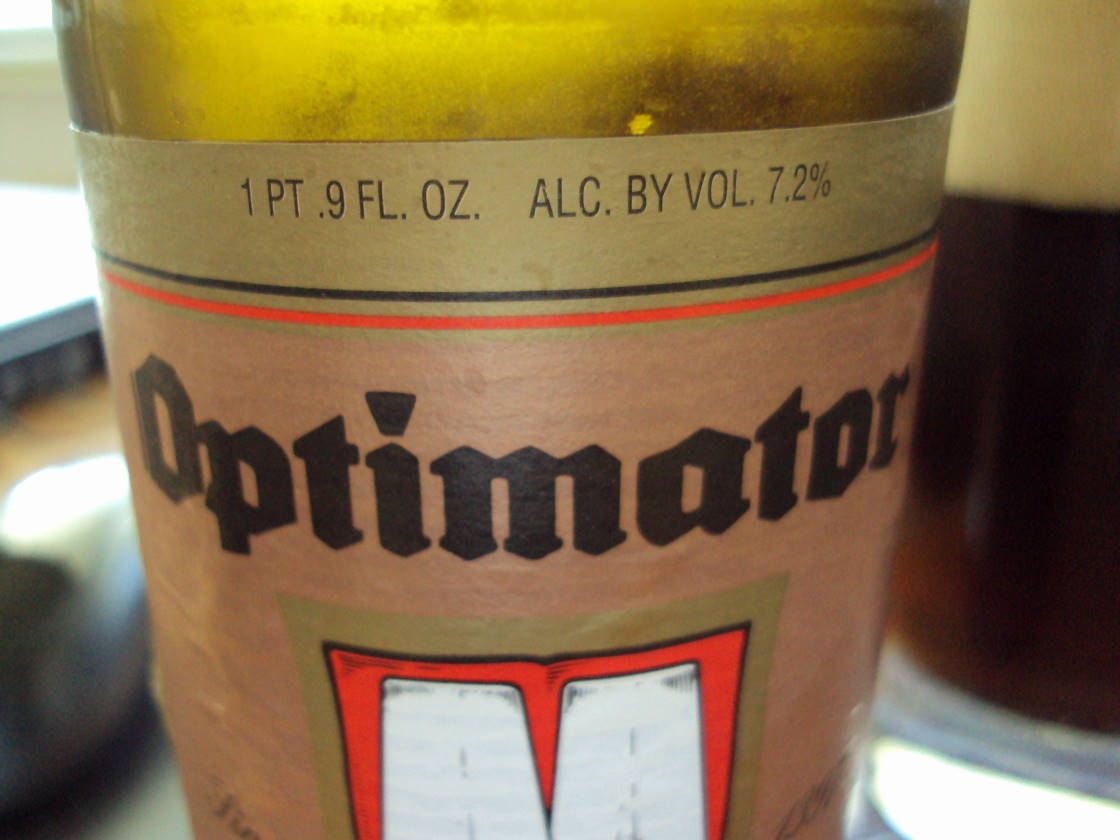 1 PT .9 FL. OZ. ALC. BY VOL. 7.2%
Optimator